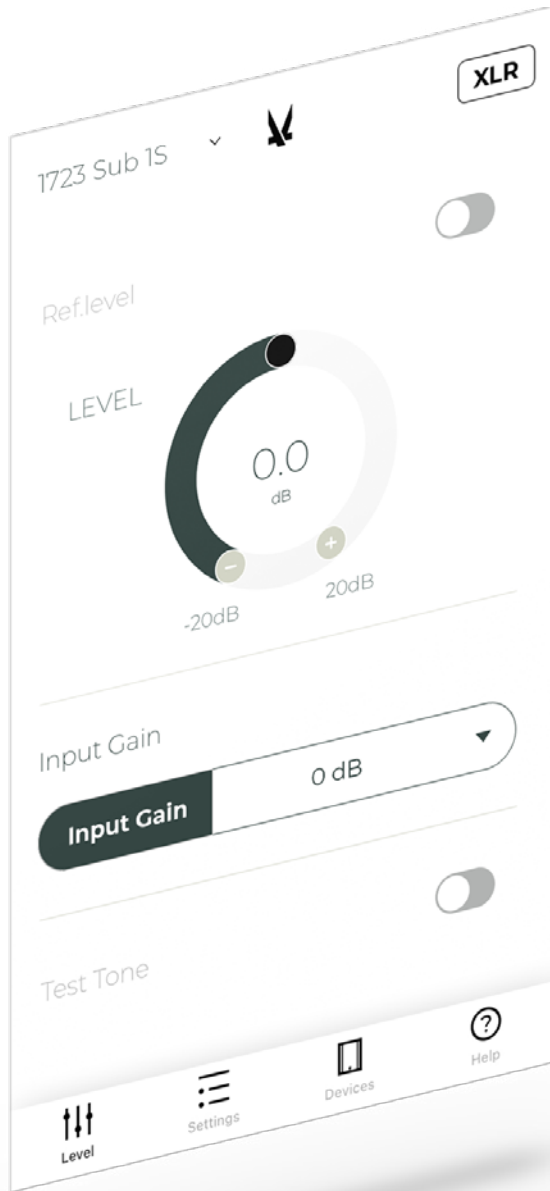 XLR
1723 Sub 1S
Ref.level
LEVEL
0.0
dB
-20dB
20dB
Input Gain
Input Gain
0 dB
Test Tone
Level
Settings
Devices
Help